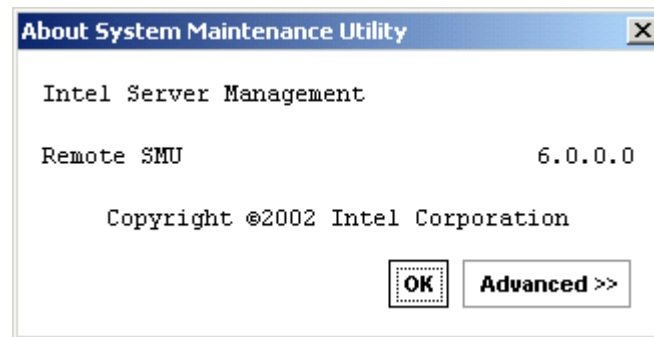 About System Maintenance Utility
Intel Server Management
Remote SMU 6.0.0.0
Copyright ©2002 Intel Corporation
OK Advanced >>